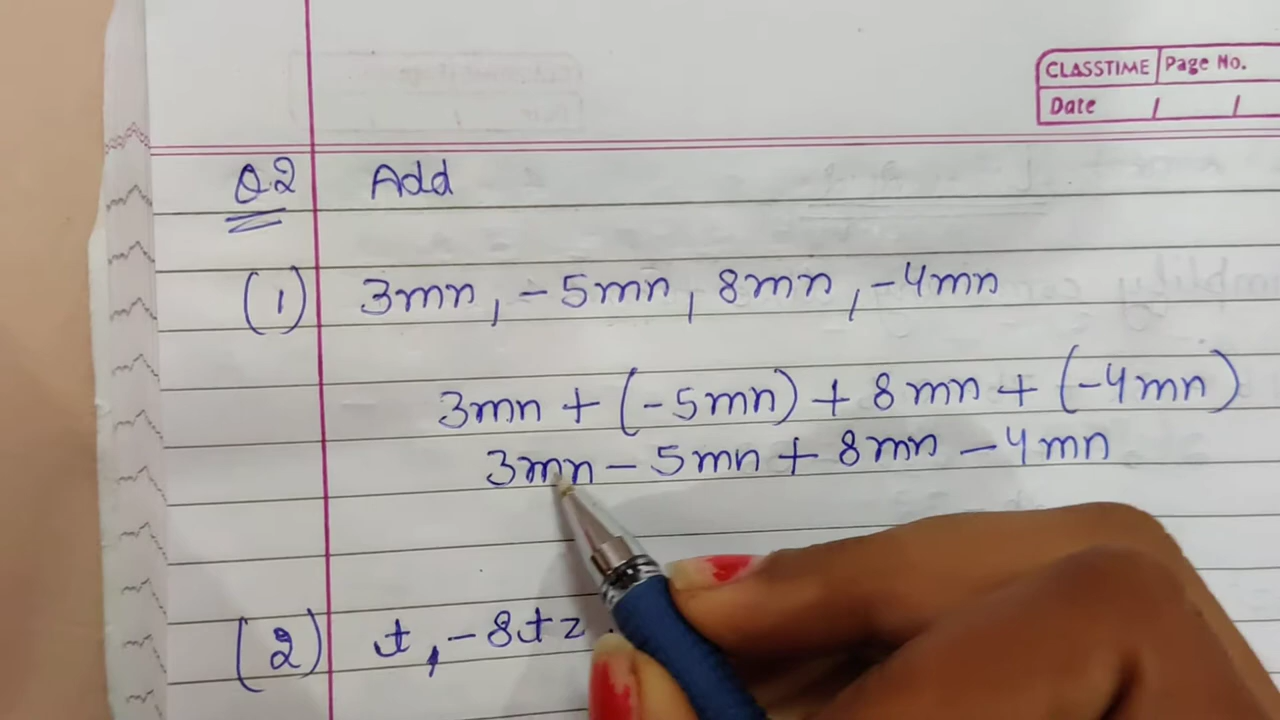 CLASSTIME Page No.
Date / /
Q.2 Add
(1) 3mn, -5mn, 8mn, -4mn
3mn + (-5mn) + 8mn + (-4mn)
3mn - 5mn + 8mn - 4mn
(2) t, -8tz